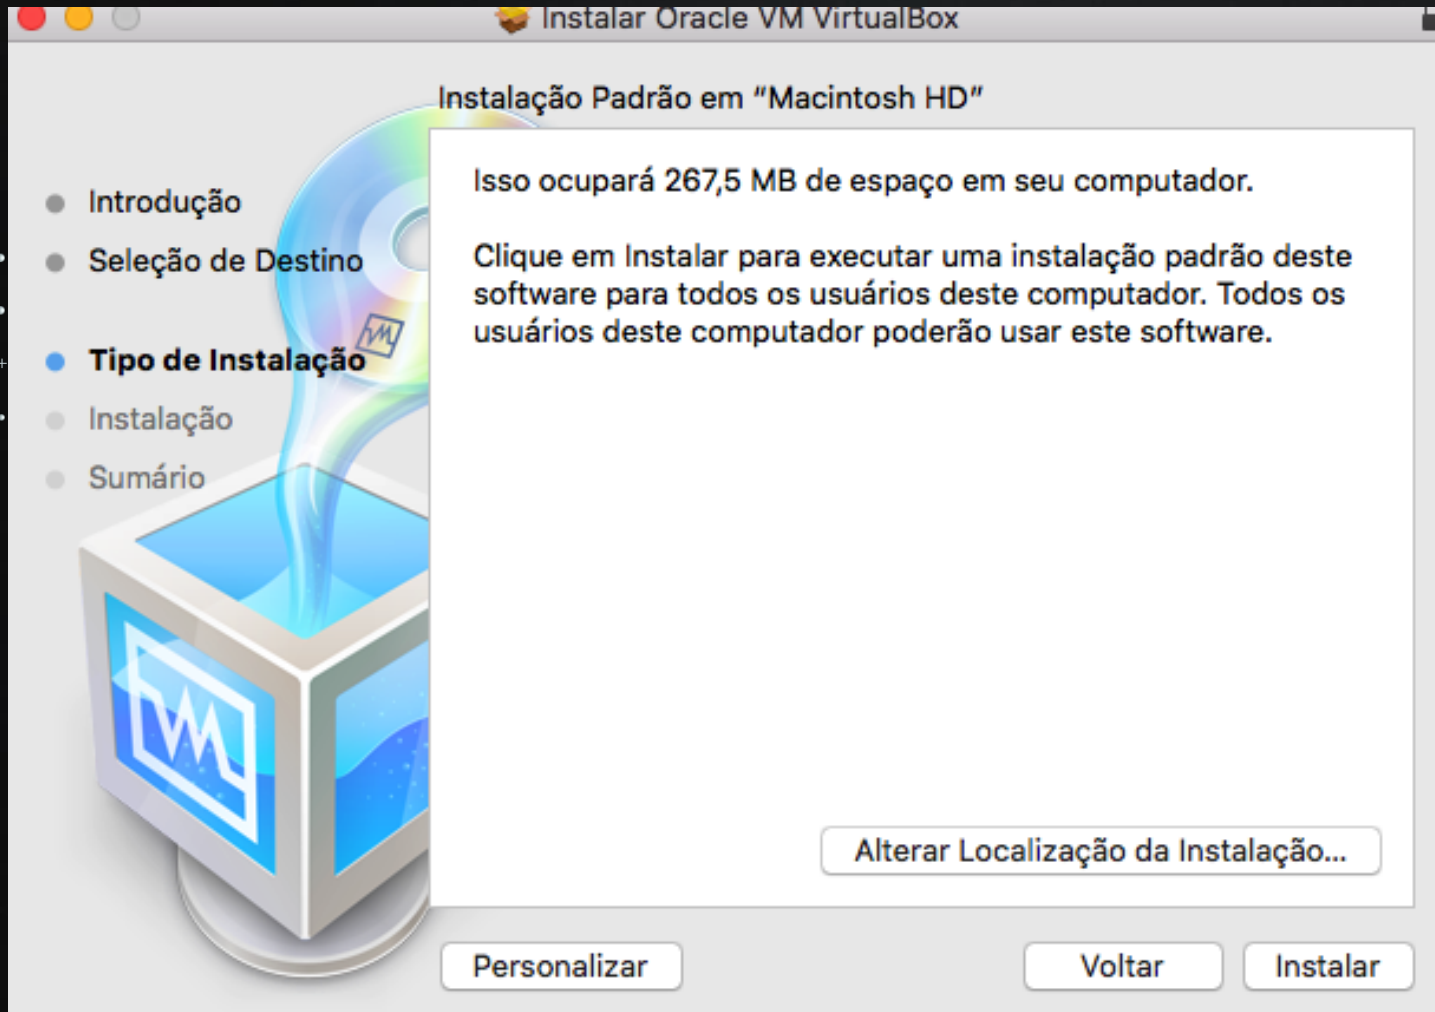 Instalar Oracle VM VirtualBox
Instalação Padrão em “Macintosh HD”
Introdução
Seleção de Destino
Tipo de Instalação
Instalação
Sumário
Isso ocupará 267,5 MB de espaço em seu computador.
Clique em Instalar para executar uma instalação padrão deste
software para todos os usuários deste computador. Todos os
usuários deste computador poderão usar este software.
Alterar Localização da Instalação...
Personalizar
Voltar
Instalar